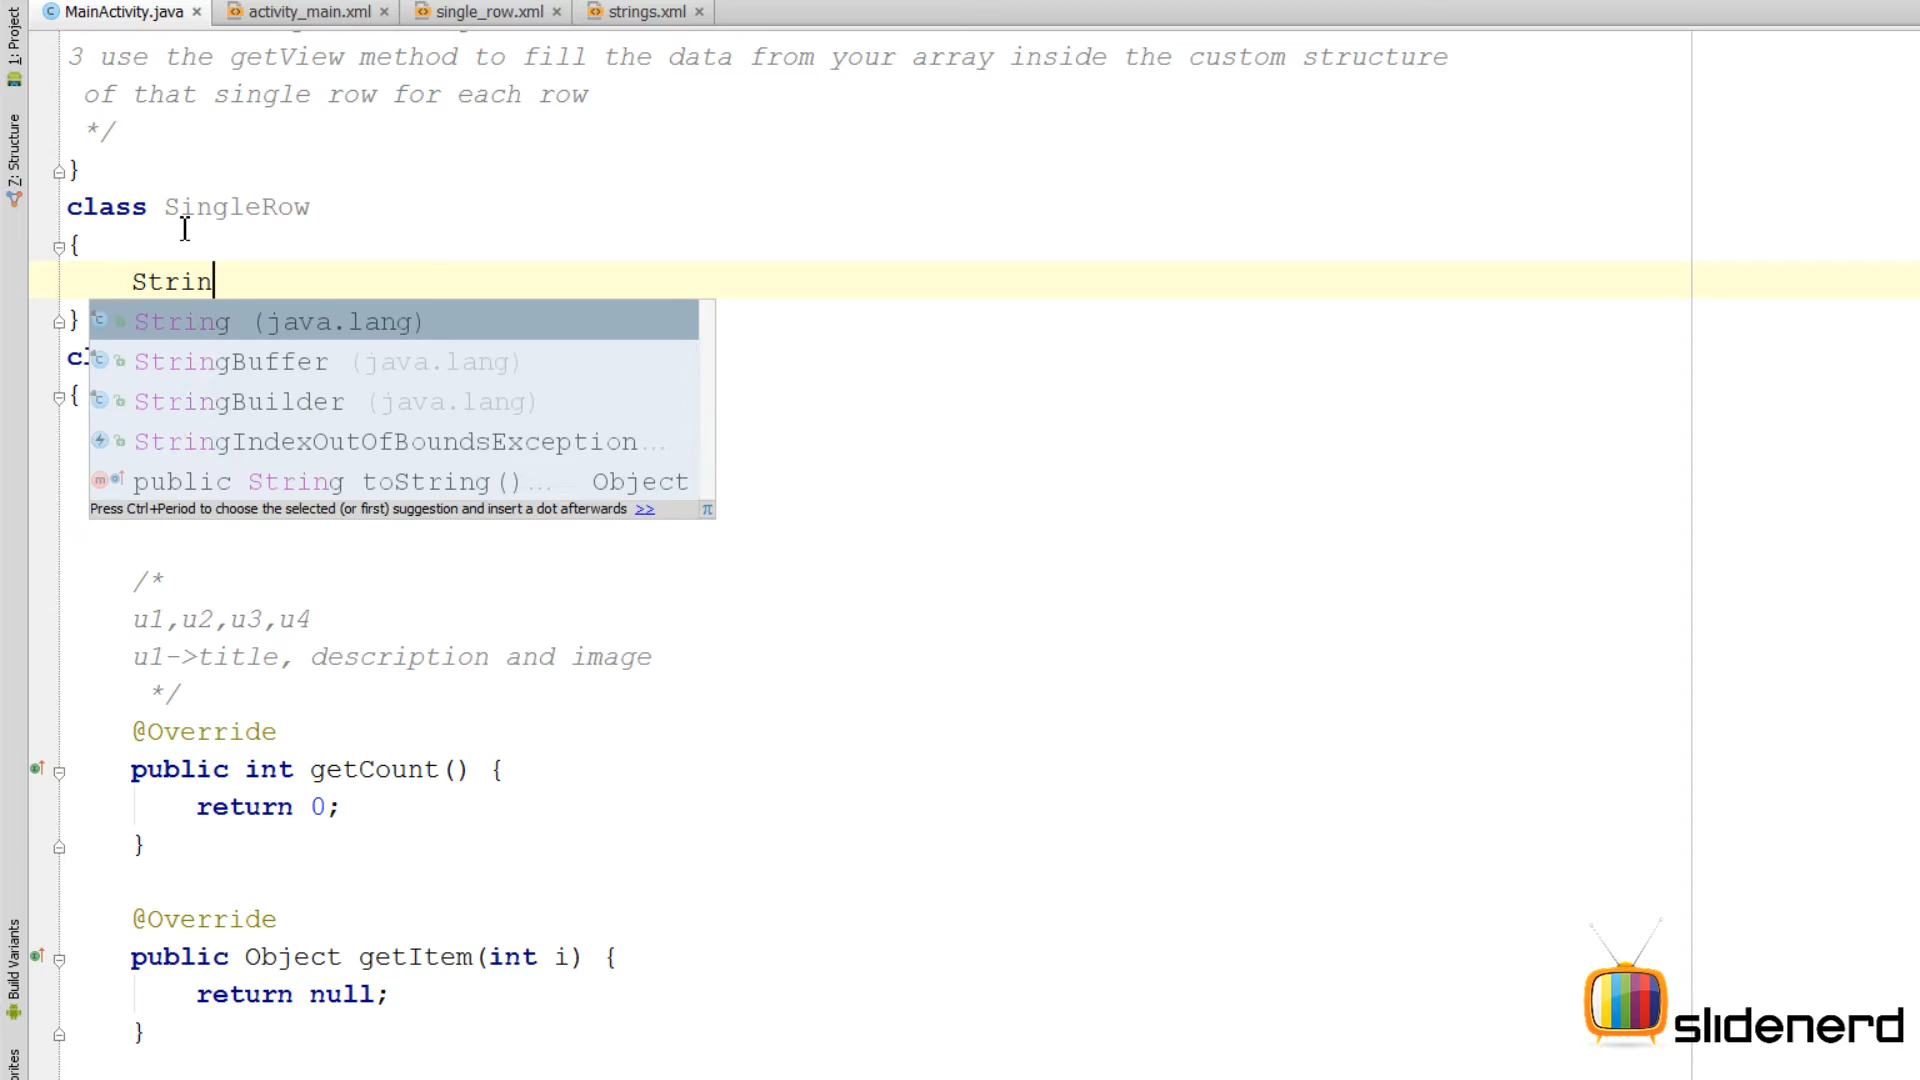 MainActivity.java
activity_main.xml
single_row.xml
strings.xml
1: Project
Z: Structure
Build Variants
3 use the getView method to fill the data from your array inside the custom structure
of that single row for each row
*/
}
class SingleRow
{
Strin
String (java.lang)
StringBuffer (java.lang)
StringBuilder (java.lang)
StringIndexOutOfBoundsException...
public String toString()... Object
Press Ctrl+Period to choose the selected (or first) suggestion and insert a dot afterwards >> π
}
{
/*
u1,u2,u3,u4
u1->title, description and image
*/
@Override
public int getCount() {
return 0;
}
@Override
public Object getItem(int i) {
return null;
}
slidenerd